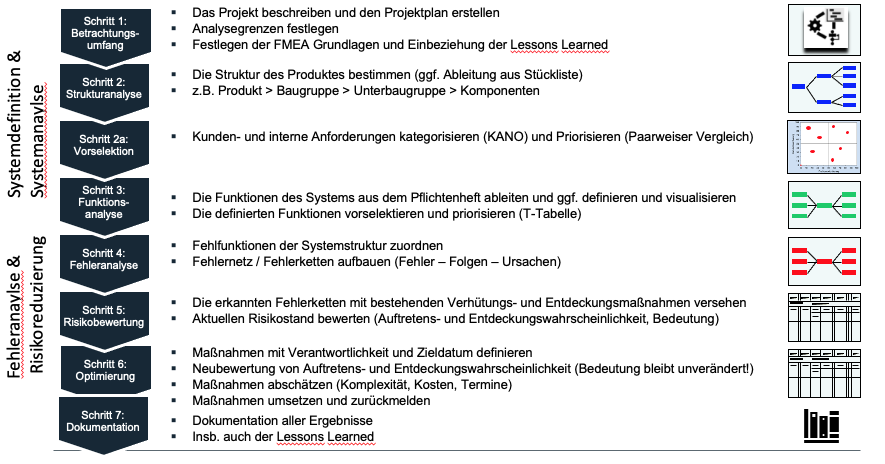 Systemdefinition &
Systemanaylse
Fehleranaylse &
Risikoreduzierung
Schritt 1:
Betrachtungs-
umfang
▪ Das Projekt beschreiben und den Projektplan erstellen
▪ Analysegrenzen festlegen
▪ Festlegen der FMEA Grundlagen und Einbeziehung der Lessons Learned
Schritt 2:
Strukturanalyse
▪ Die Struktur des Produktes bestimmen (ggf. Ableitung aus Stückliste)
▪ z.B. Produkt > Baugruppe > Unterbaugruppe > Komponenten
Schritt 2a:
Vorselektion
▪ Kunden- und interne Anforderungen kategorisieren (KANO) und Priorisieren (Paarweiser Vergleich)
Schritt 3:
Funktions-
analyse
▪ Die Funktionen des Systems aus dem Pflichtenheft ableiten und ggf. definieren und visualisieren
▪ Die definierten Funktionen vorselektieren und priorisieren (T-Tabelle)
Schritt 4:
Fehleranalyse
▪ Fehlfunktionen der Systemstruktur zuordnen
▪ Fehlernetz / Fehlerketten aufbauen (Fehler – Folgen – Ursachen)
Schritt 5:
Risikobewertung
▪ Die erkannten Fehlerketten mit bestehenden Verhütungs- und Entdeckungsmaßnahmen versehen
▪ Aktuellen Risikostand bewerten (Auftretens- und Entdeckungswahrscheinlichkeit, Bedeutung)
Schritt 6:
Optimierung
▪ Maßnahmen mit Verantwortlichkeit und Zieldatum definieren
▪ Neubewertung von Auftretens- und Entdeckungswahrscheinlichkeit (Bedeutung bleibt unverändert!)
▪ Maßnahmen abschätzen (Komplexität, Kosten, Termine)
▪ Maßnahmen umsetzen und zurückmelden
Schritt 7:
Dokumentation
▪ Dokumentation aller Ergebnisse
▪ Insb. auch der Lessons Learned